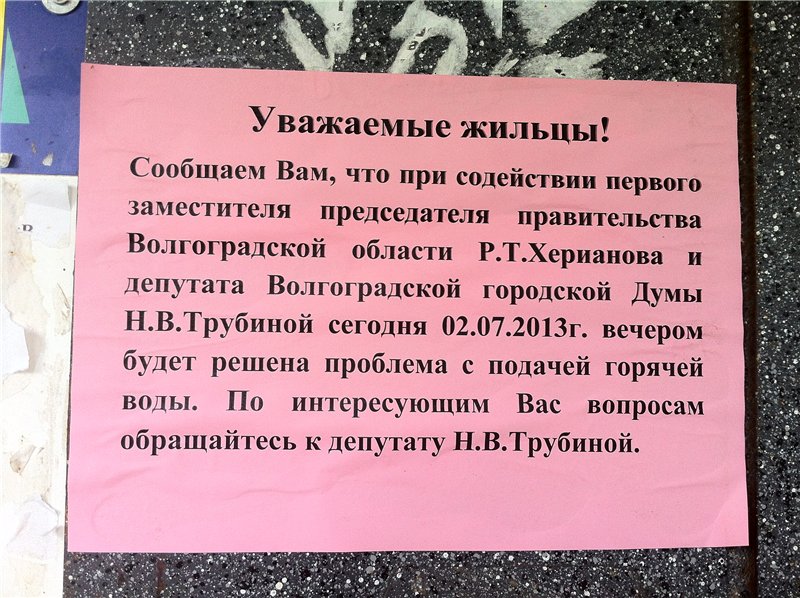 Уважаемые жильцы!
Сообщаем Вам, что при содействии первого
заместителя председателя правительства
Волгоградской области Р.Т.Херианова и
депутата Волгоградской городской Думы
Н.В.Трубиной сегодня 02.07.2013г. вечером
будет решена проблема с подачей горячей
воды. По интересующим Вас вопросам
обращайтесь к депутату Н.В.Трубиной.